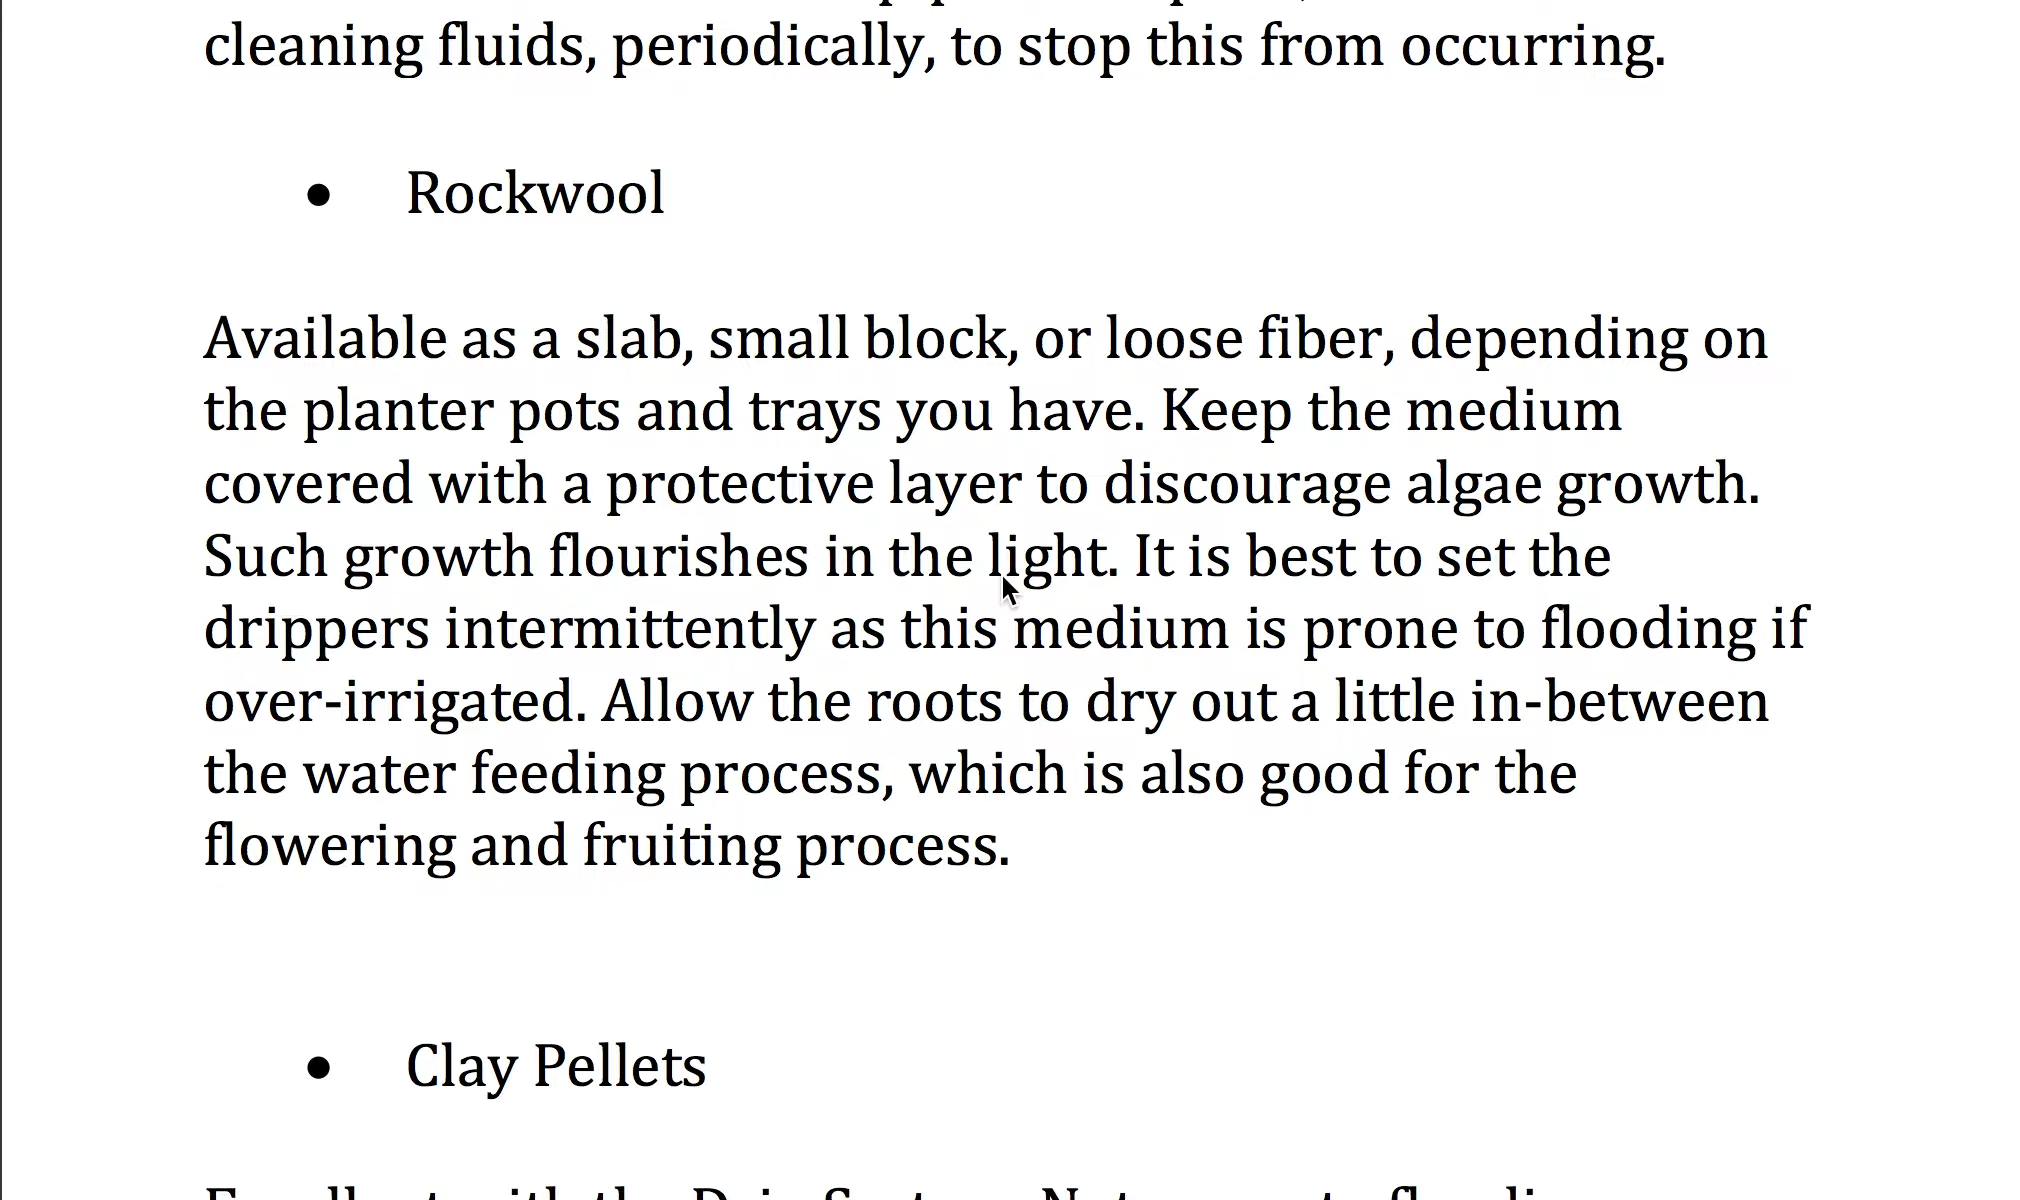 cleaning fluids, periodically, to stop this from occurring.
• Rockwool
Available as a slab, small block, or loose fiber, depending on
the planter pots and trays you have. Keep the medium
covered with a protective layer to discourage algae growth.
Such growth flourishes in the light. It is best to set the
drippers intermittently as this medium is prone to flooding if
over-irrigated. Allow the roots to dry out a little in-between
the water feeding process, which is also good for the
flowering and fruiting process.
• Clay Pellets